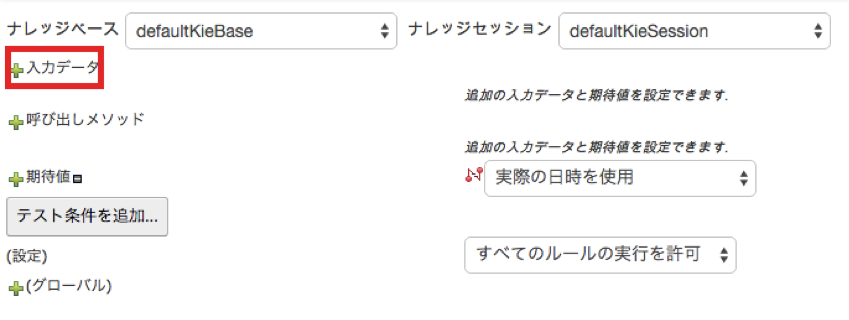 ナレッジベース defaultKieBase ナレッジセッション defaultKieSession
入力データ
追加の入力データと期待値を設定できます.
呼び出しメソッド
追加の入力データと期待値を設定できます.
期待値 実際の日時を使用
テスト条件を追加...
(設定) すべてのルールの実行を許可
(グローバル)